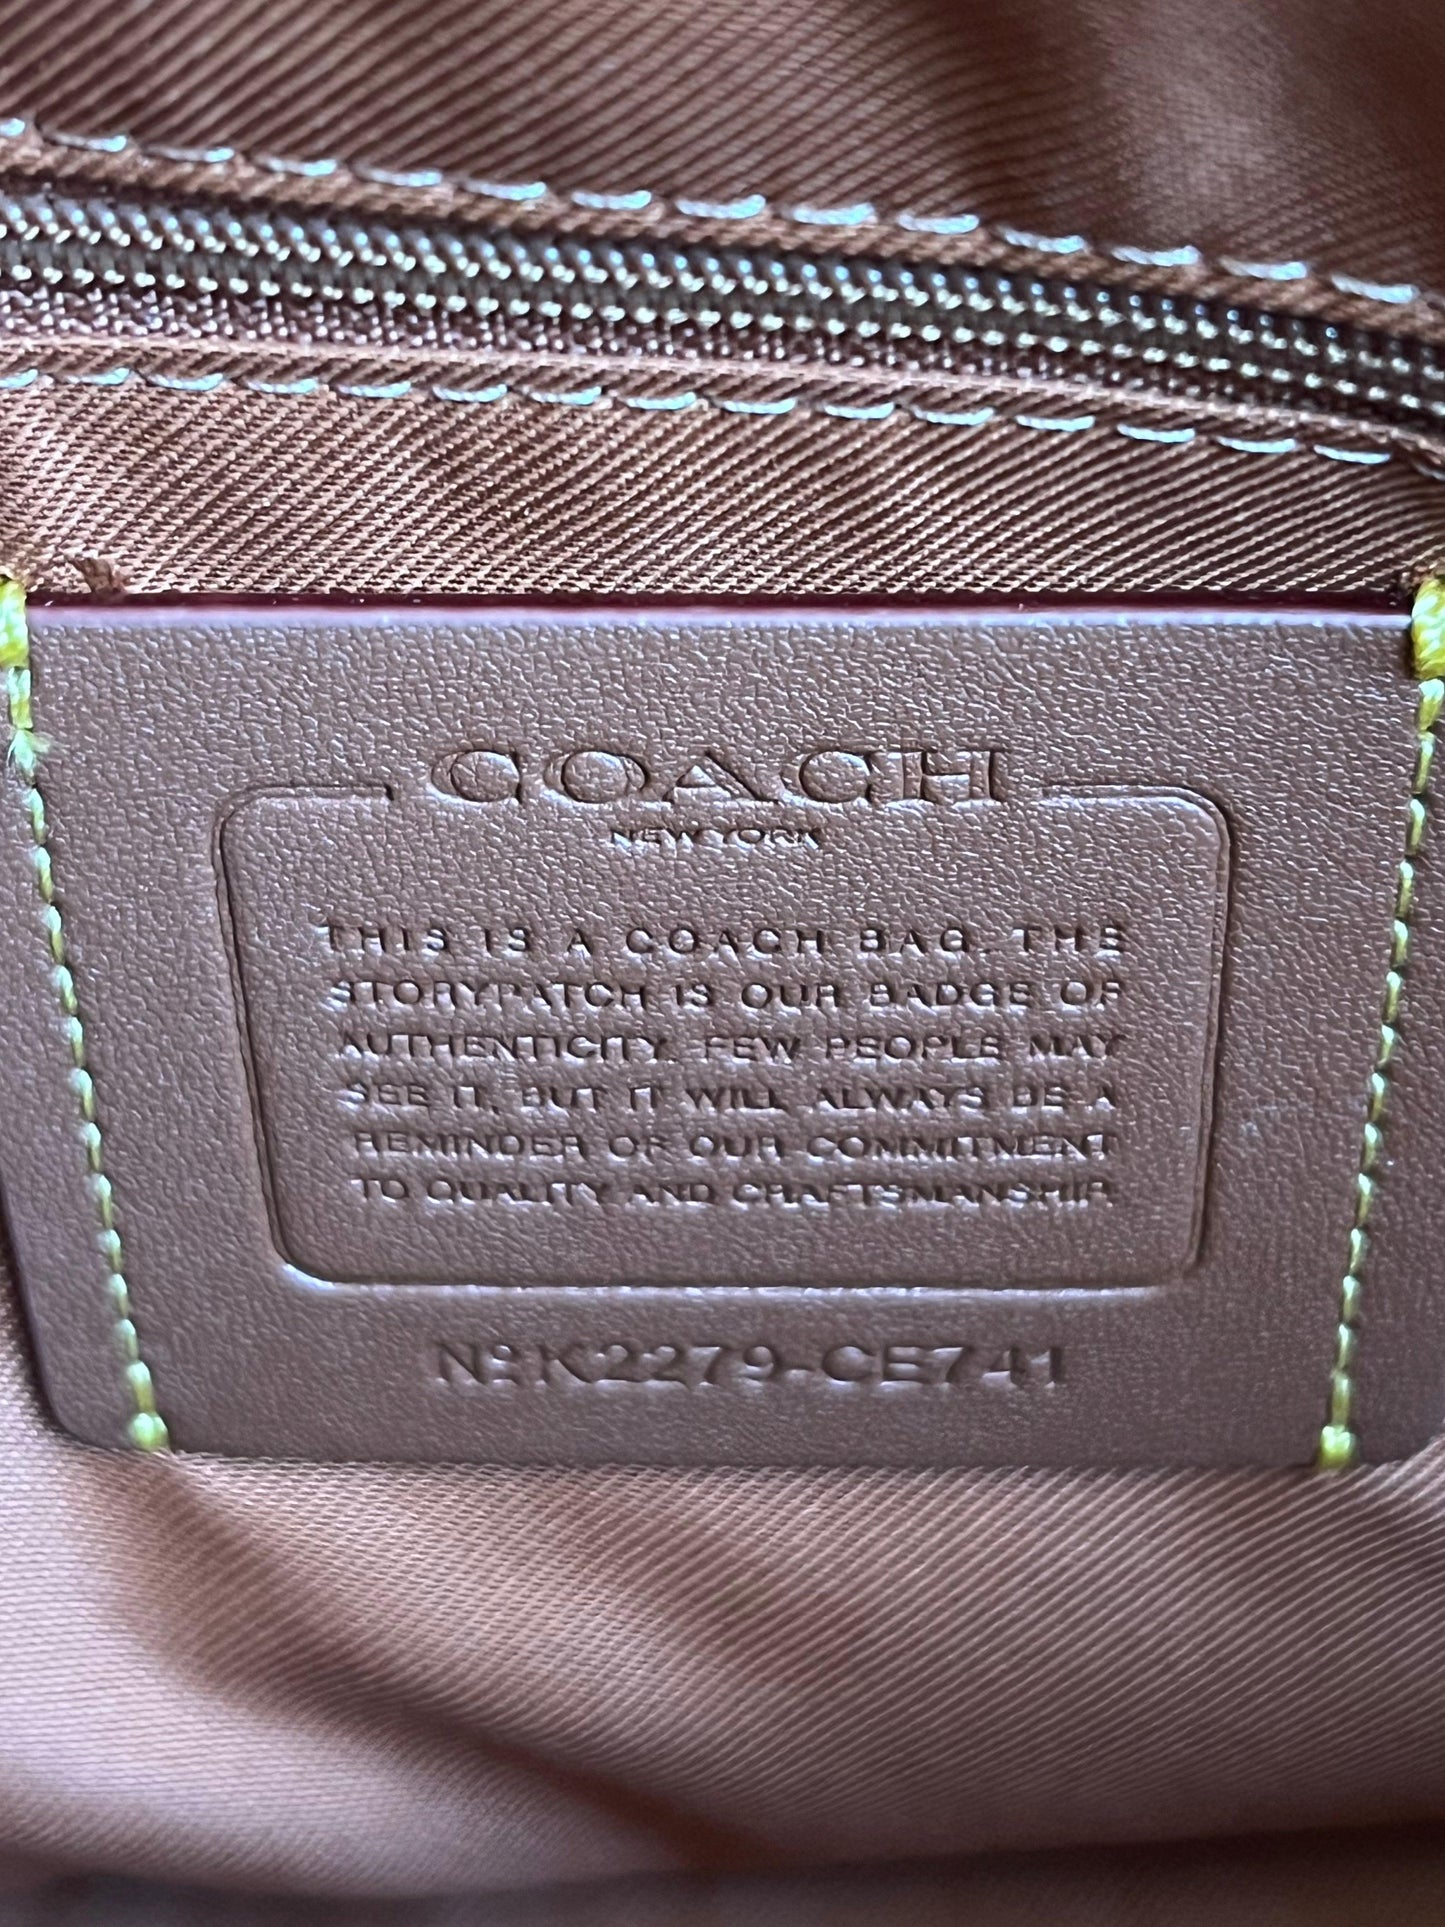 COACH
NEW YORK
THIS IS A COACH BAG. THE
STORYPATCH IS OUR BADGE OF
AUTHENTICITY. FEW PEOPLE MAY
SEE IT, BUT IT WILL ALWAYS BE A
REMINDER OF OUR COMMITMENT
TO QUALITY AND CRAFTSMANSHIP.
Nº K2279-CE741